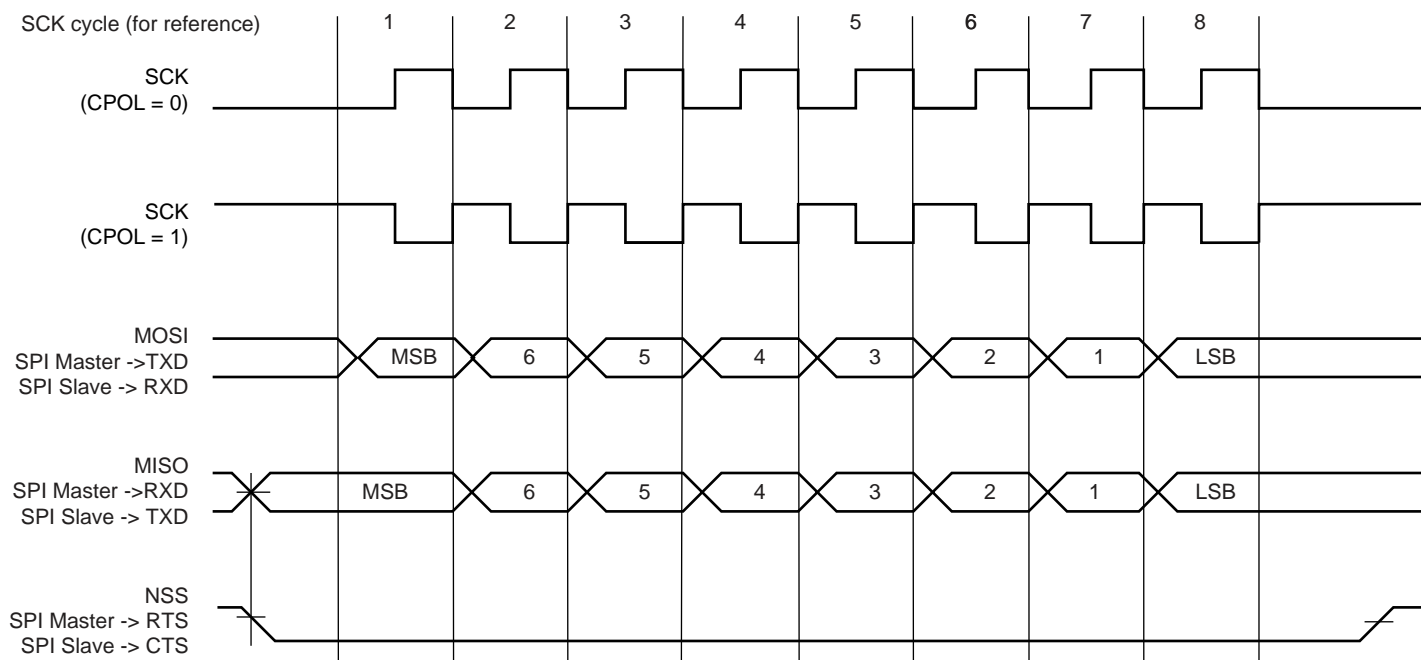 SCK cycle (for reference) 1 2 3 4 5 6 7 8
SCK
(CPOL = 0)
SCK
(CPOL = 1)
MOSI
SPI Master ->TXD
SPI Slave -> RXD
MSB 6 5 4 3 2 1 LSB
MISO
SPI Master ->RXD
SPI Slave -> TXD
MSB 6 5 4 3 2 1 LSB
NSS
SPI Master -> RTS
SPI Slave -> CTS